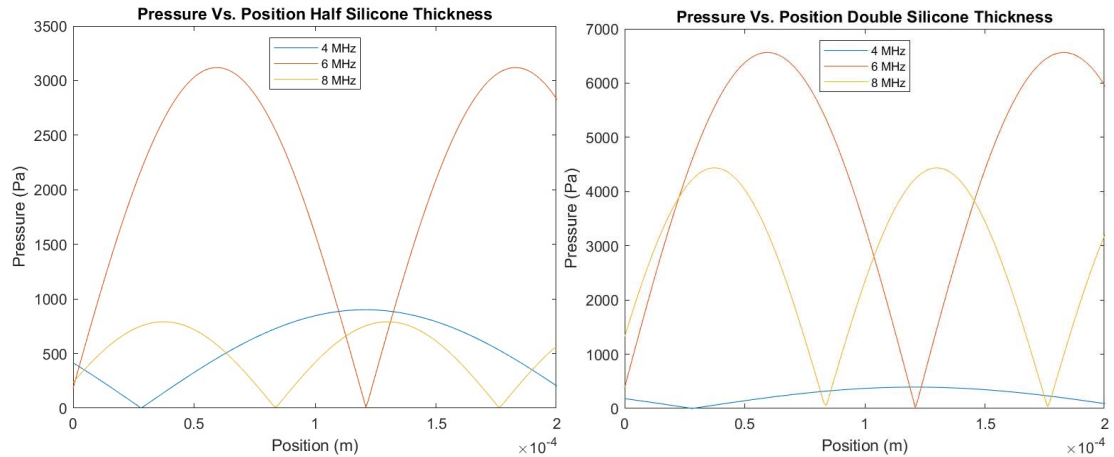 Pressure Vs. Position Half Silicone Thickness
3500
3000
2500
2000
1500
1000
500
0
Pressure (Pa)
4 MHz
6 MHz
8 MHz
0
0.5
1
1.5
2
Position (m)
×10⁻⁴
Pressure Vs. Position Double Silicone Thickness
7000
6000
5000
4000
3000
2000
1000
0
Pressure (Pa)
4 MHz
6 MHz
8 MHz
0
0.5
1
1.5
2
Position (m)
×10⁻⁴